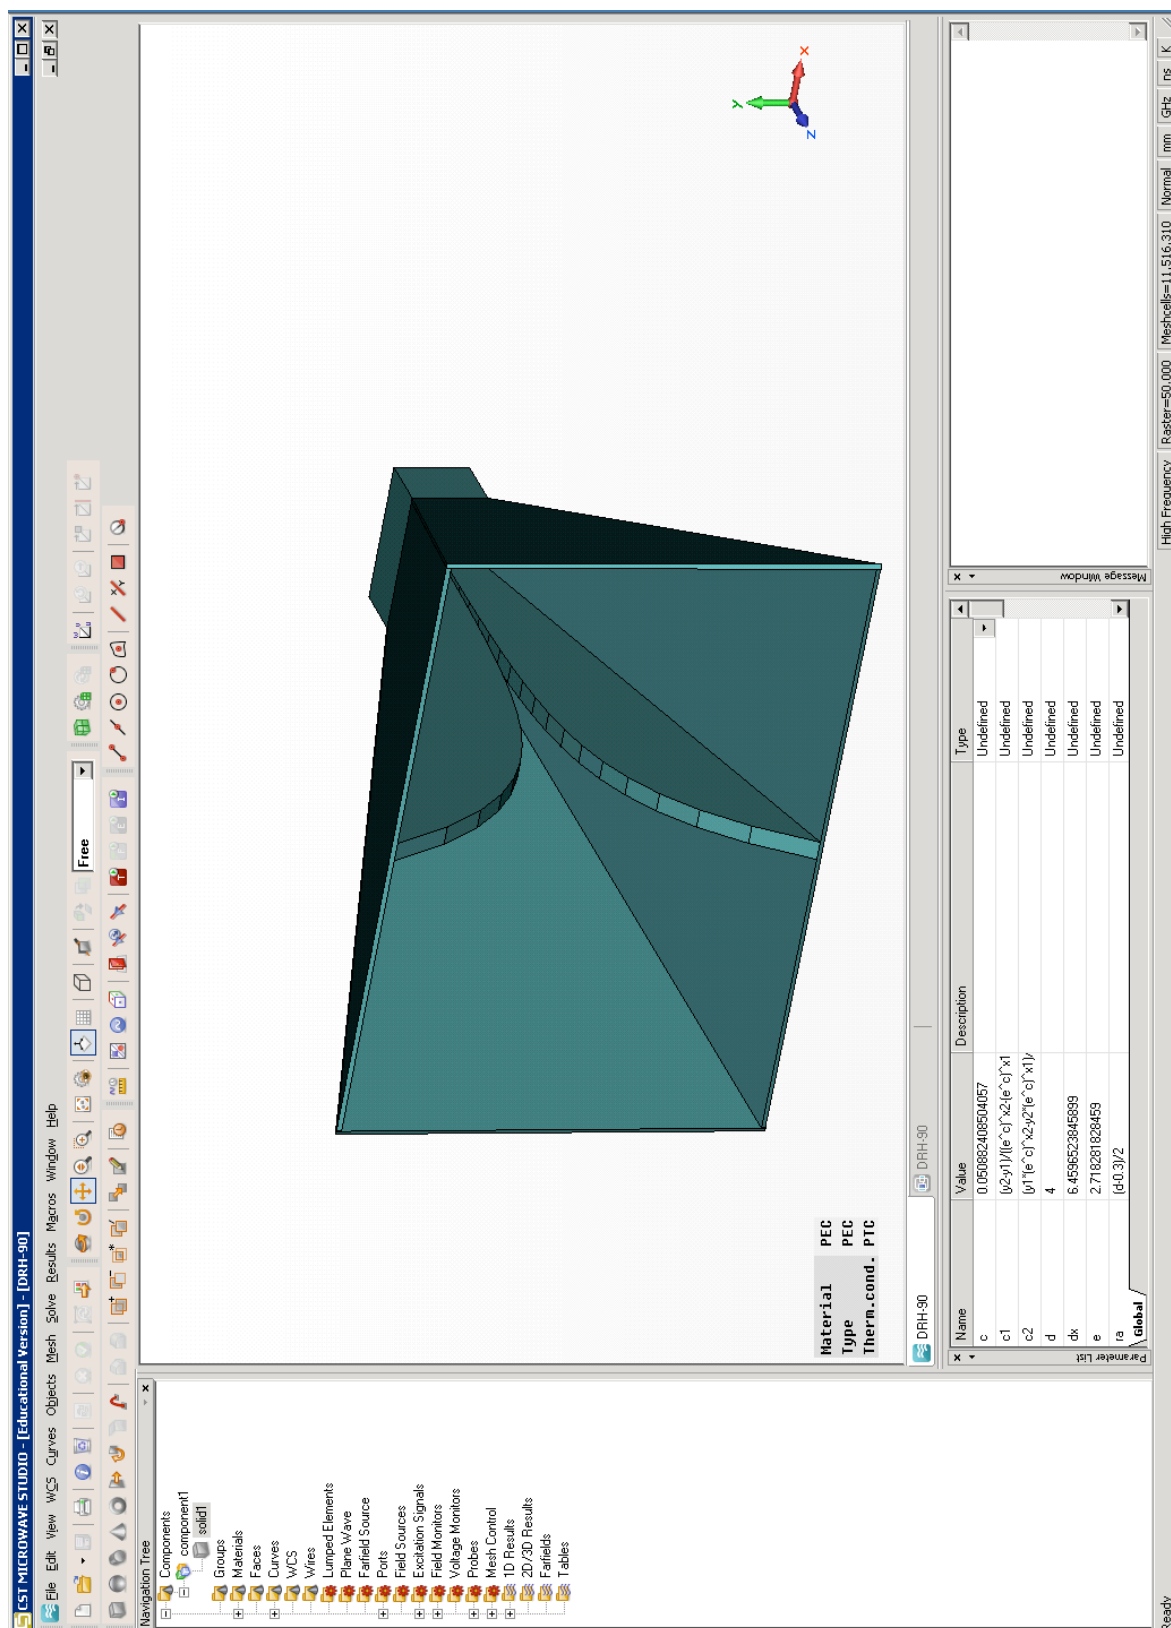 CST MICROWAVE STUDIO - [Educational Version] - [DRH-90]
File Edit View WCS Curves Objects Mesh Solve Results Macros Window Help
Free
Navigation Tree
Components
component1
solid1
Groups
Materials
Faces
Curves
WCS
Wires
Lumped Elements
Plane Wave
Farfield Source
Ports
Field Sources
Excitation Signals
Field Monitors
Voltage Monitors
Probes
Mesh Control
1D Results
2D/3D Results
Farfields
Tables
y
x
z
Material PEC
Type PEC
Therm.cond. PTC
DRH-90
DRH-90
Parameter List
Name Value Description Type
c 0.050882408504057 Undefined
c1 (y2-y1)/((e^c)^x2-(e^c)^x1 Undefined
c2 (y1*(e^c)^x2-y2*(e^c)^x1)/ Undefined
d 4 Undefined
dx 6.4596523845899 Undefined
e 2.718281828459 Undefined
ra (d-0.3)/2 Undefined
Global
Message Window
Ready
High Frequency Raster=50.000 Meshcells=11,516,310 Normal mm GHz ns K